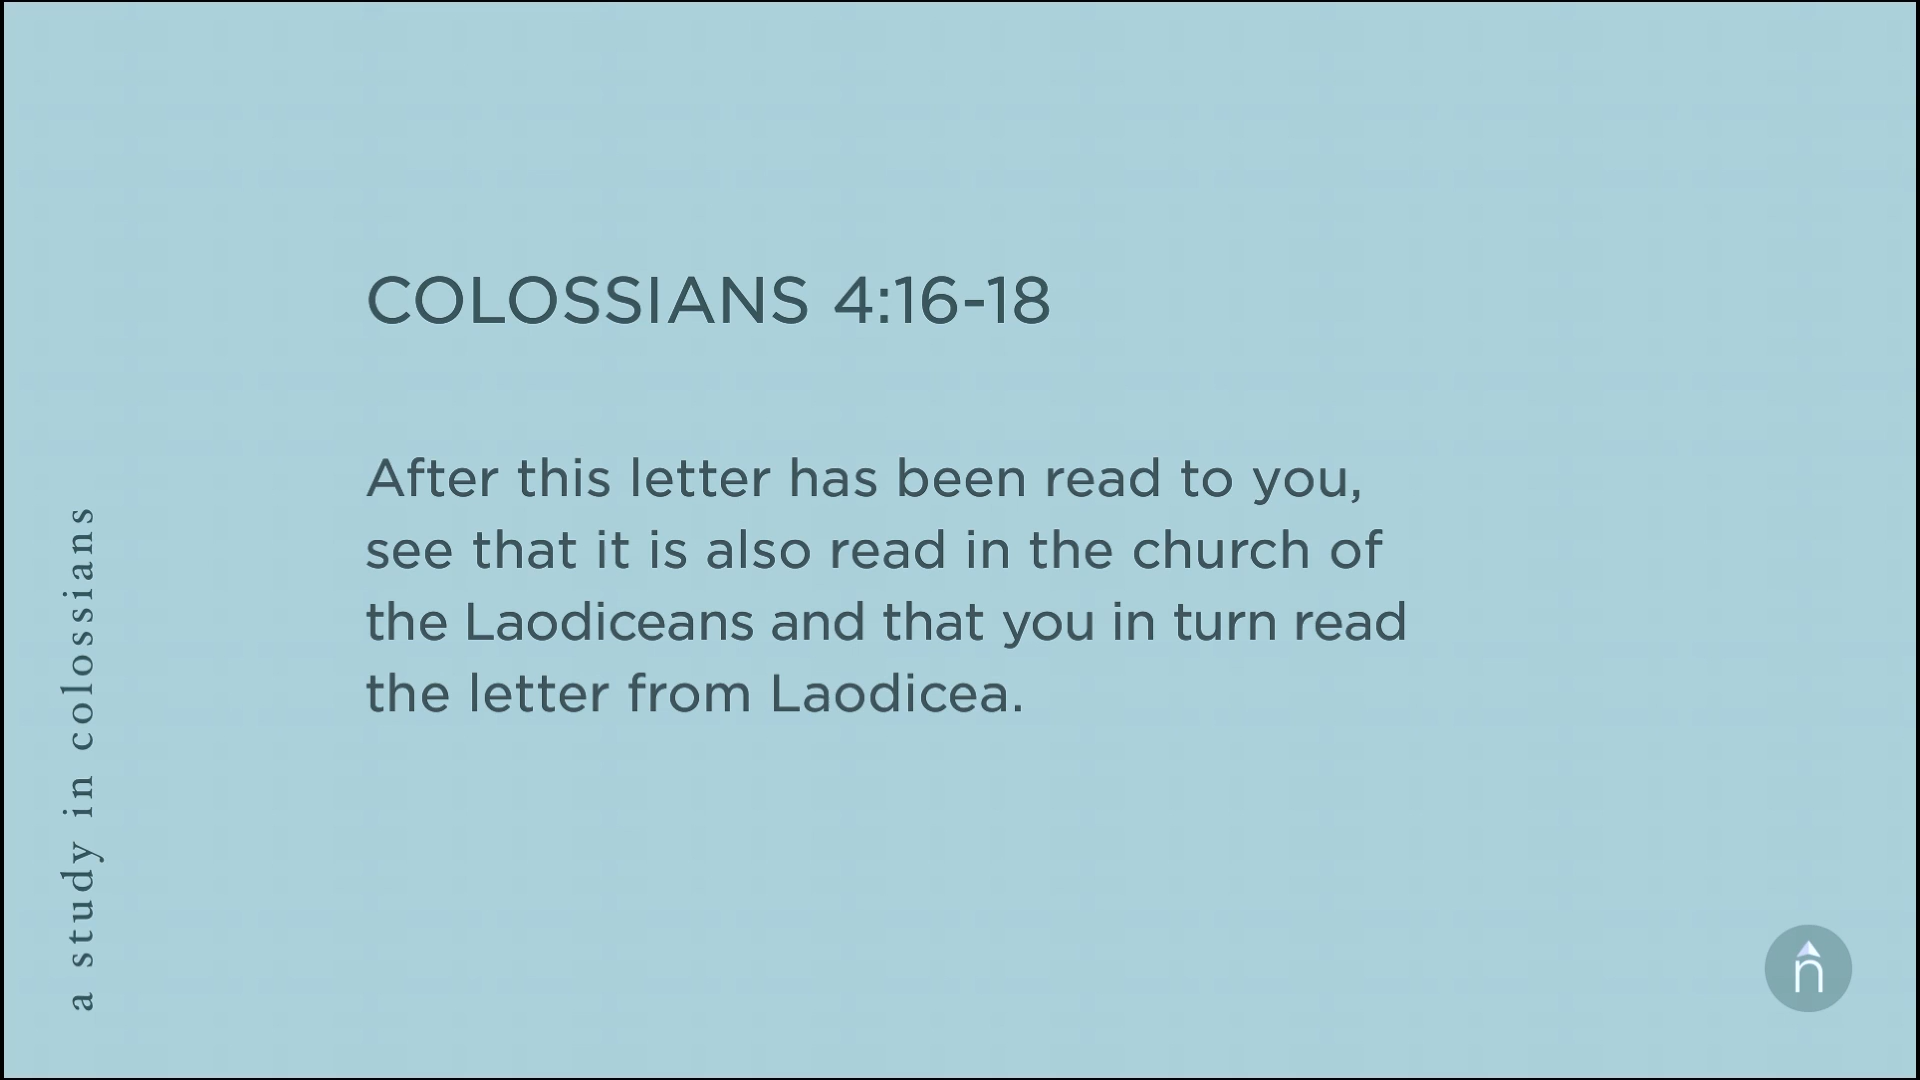 COLOSSIANS 4:16-18
After this letter has been read to you,
see that it is also read in the church of
the Laodiceans and that you in turn read
the letter from Laodicea.
a study in colossians
n